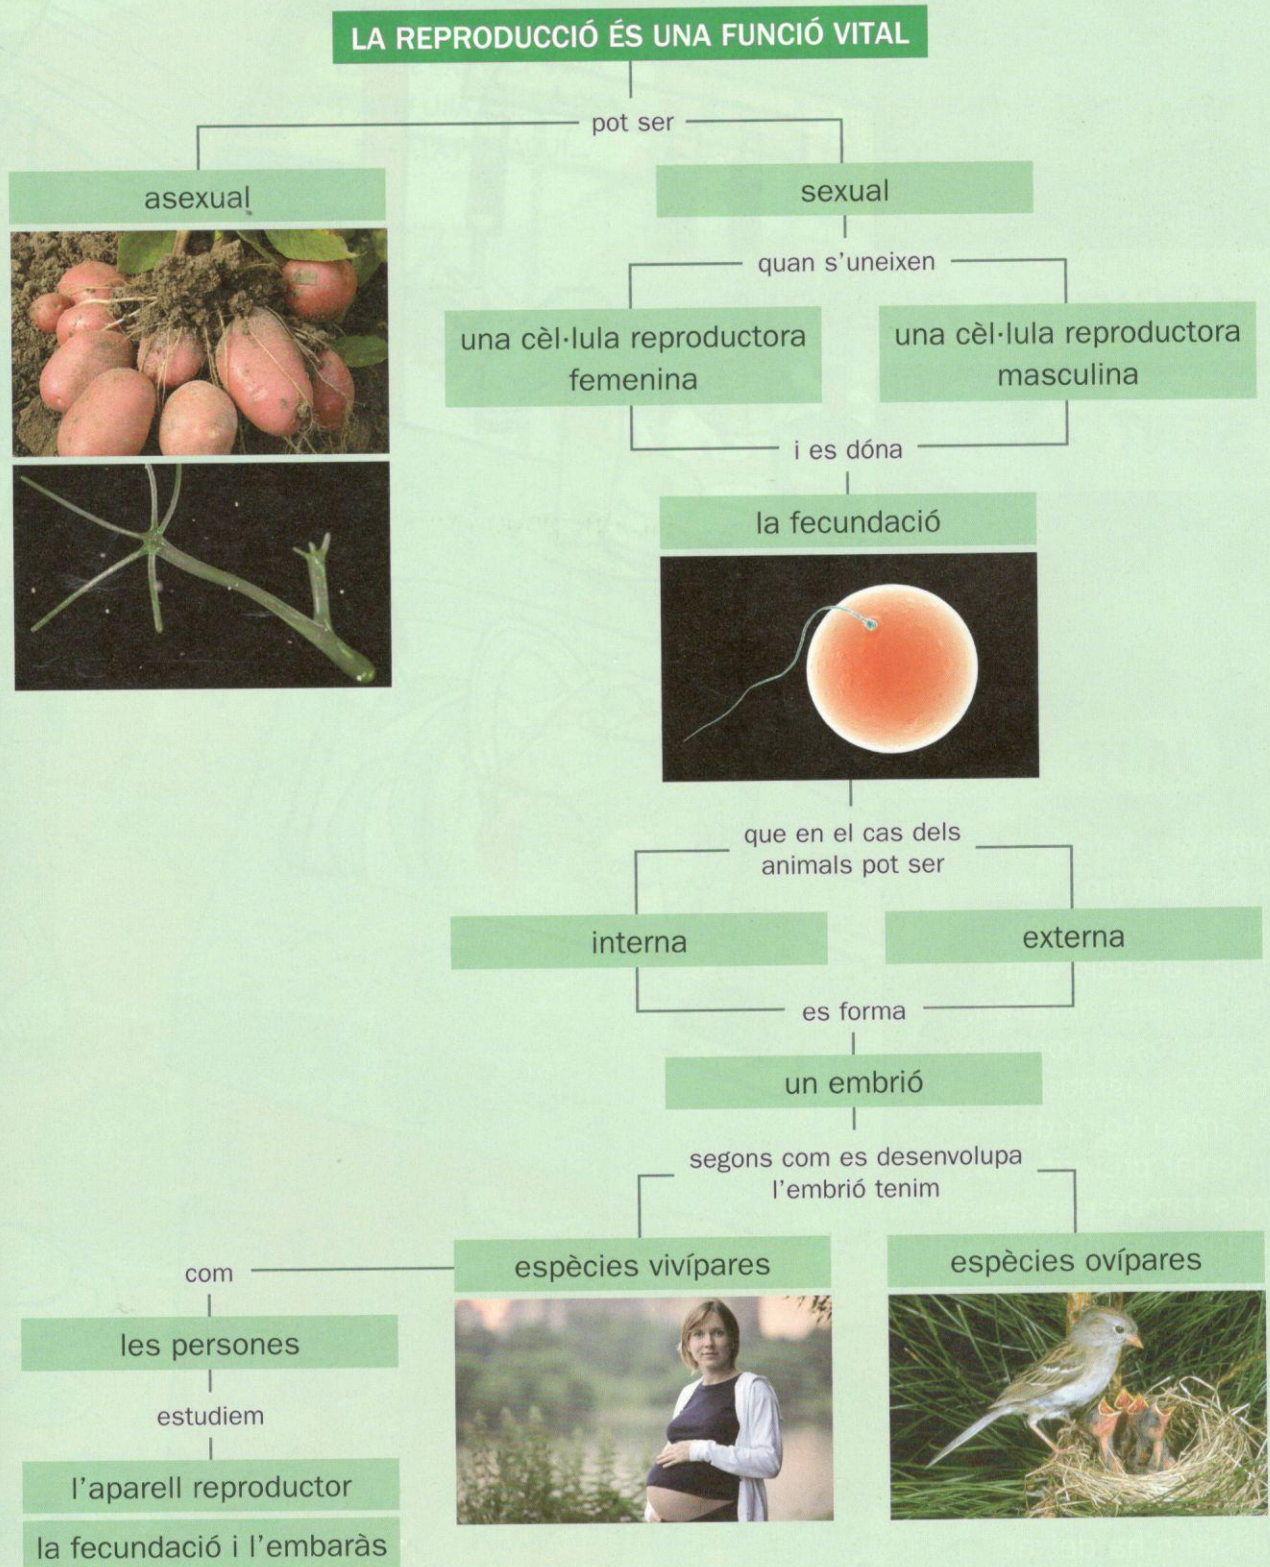 LA REPRODUCCIÓ ÉS UNA FUNCIÓ VITAL
pot ser
asexual
sexual
quan s'uneixen
una cèl·lula reproductora
femenina
una cèl·lula reproductora
masculina
i es dóna
la fecundació
que en el cas dels
animals pot ser
interna
externa
es forma
un embrió
segons com es desenvolupa
l'embrió tenim
espècies vivípares
espècies ovípares
com
les persones
estudiem
l'aparell reproductor
la fecundació i l'embaràs